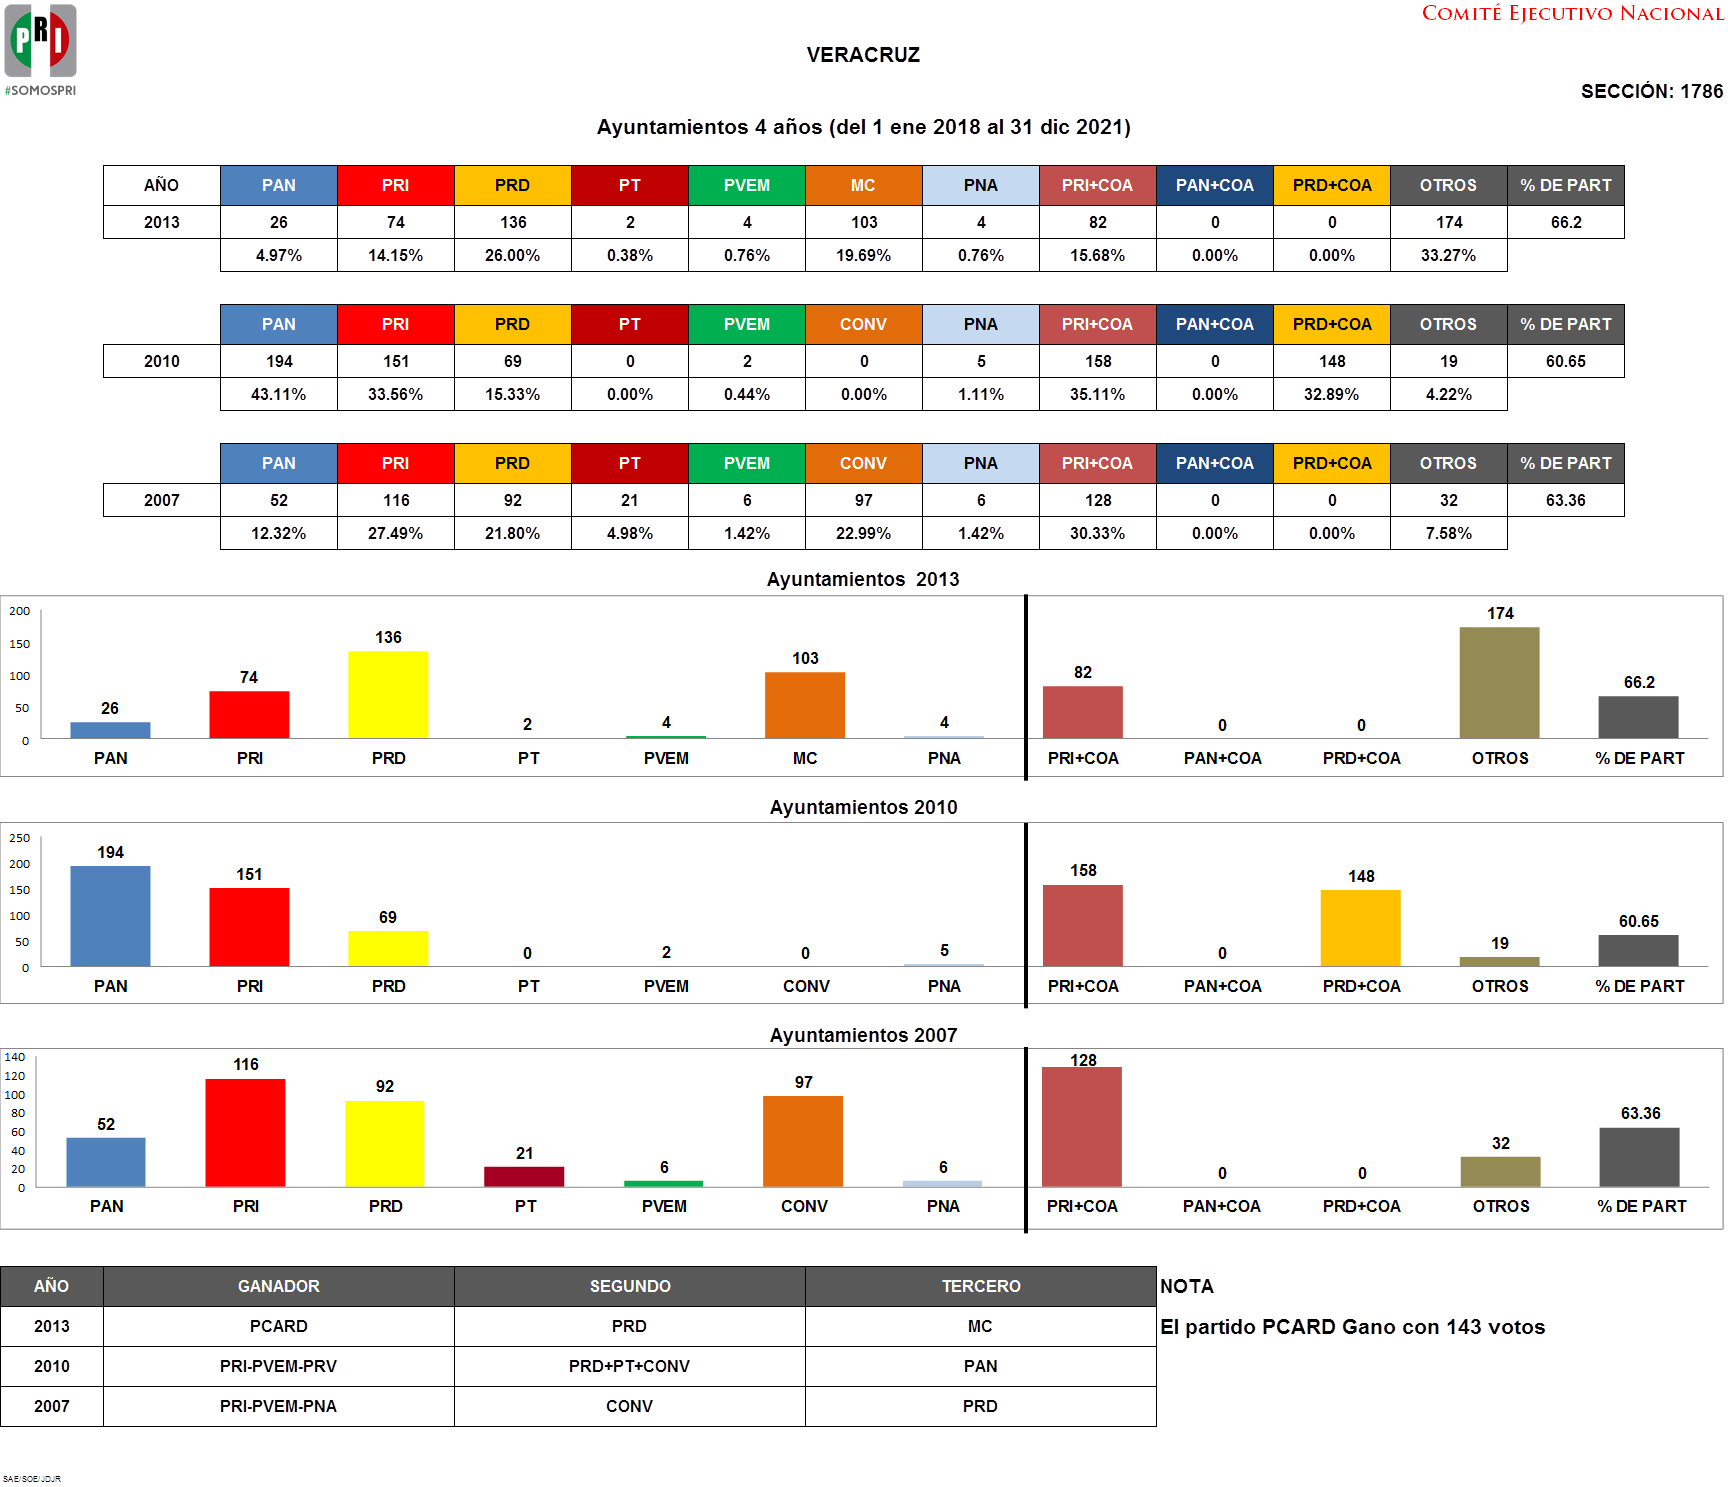 PRI
#SOMOSPRI
COMITÉ EJECUTIVO NACIONAL
VERACRUZ
SECCIÓN: 1786
Ayuntamientos 4 años (del 1 ene 2018 al 31 dic 2021)
AÑO PAN PRI PRD PT PVEM MC PNA PRI+COA PAN+COA PRD+COA OTROS % DE PART
2013 26 74 136 2 4 103 4 82 0 0 174 66.2
4.97% 14.15% 26.00% 0.38% 0.76% 19.69% 0.76% 15.68% 0.00% 0.00% 33.27%
PAN PRI PRD PT PVEM CONV PNA PRI+COA PAN+COA PRD+COA OTROS % DE PART
2010 194 151 69 0 2 0 5 158 0 148 19 60.65
43.11% 33.56% 15.33% 0.00% 0.44% 0.00% 1.11% 35.11% 0.00% 32.89% 4.22%
PAN PRI PRD PT PVEM CONV PNA PRI+COA PAN+COA PRD+COA OTROS % DE PART
2007 52 116 92 21 6 97 6 128 0 0 32 63.36
12.32% 27.49% 21.80% 4.98% 1.42% 22.99% 1.42% 30.33% 0.00% 0.00% 7.58%
Ayuntamientos 2013
200
150
100
50
0
26 74 136 2 4 103 4 82 0 0 174 66.2
PAN PRI PRD PT PVEM MC PNA PRI+COA PAN+COA PRD+COA OTROS % DE PART
Ayuntamientos 2010
250
200
150
100
50
0
194 151 69 0 2 0 5 158 0 148 19 60.65
PAN PRI PRD PT PVEM CONV PNA PRI+COA PAN+COA PRD+COA OTROS % DE PART
Ayuntamientos 2007
140
120
100
80
60
40
20
0
52 116 92 21 6 97 6 128 0 0 32 63.36
PAN PRI PRD PT PVEM CONV PNA PRI+COA PAN+COA PRD+COA OTROS % DE PART
AÑO GANADOR SEGUNDO TERCERO NOTA
2013 PCARD PRD MC El partido PCARD Gano con 143 votos
2010 PRI-PVEM-PRV PRD+PT+CONV PAN
2007 PRI-PVEM-PNA CONV PRD
SAE/SOE/JDJR